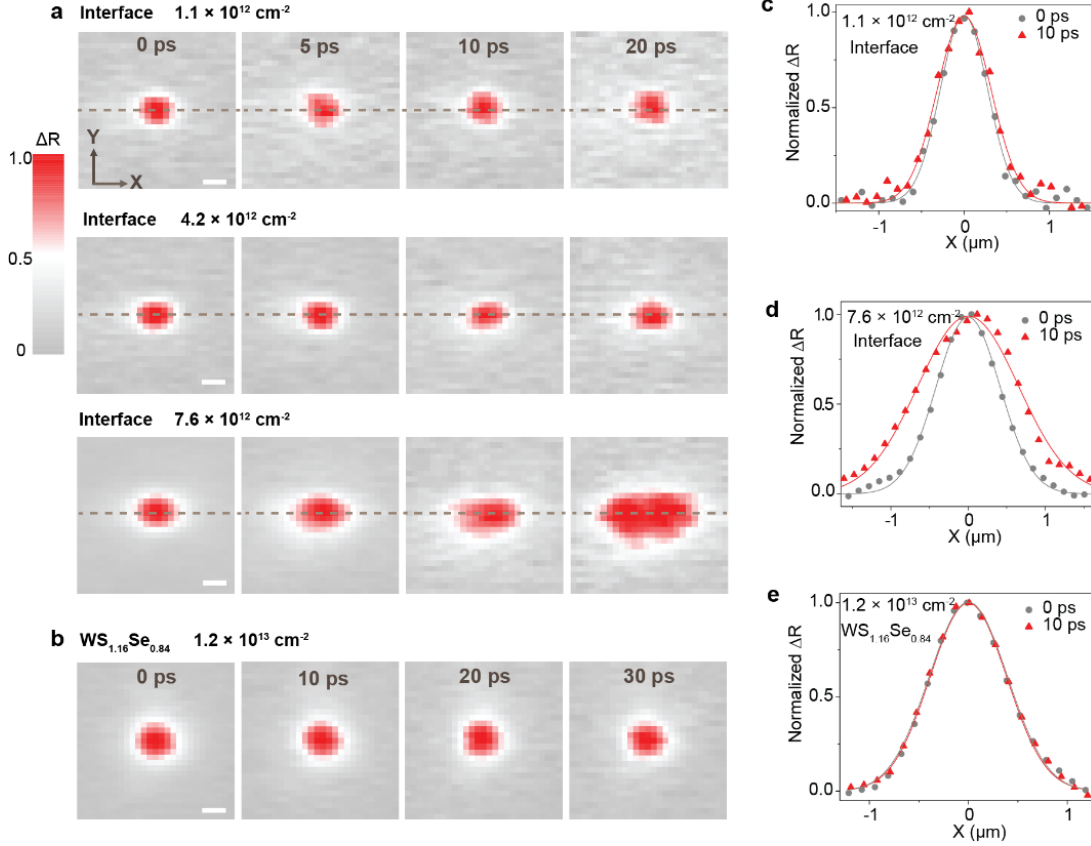 a
Interface 1.1 × 10¹² cm⁻²
0 ps 5 ps 10 ps 20 ps
ΔR
1.0
0.5
0
Y
X
Interface 4.2 × 10¹² cm⁻²
Interface 7.6 × 10¹² cm⁻²
b WS₁.₁₆Se₀.₈₄ 1.2 × 10¹³ cm⁻²
0 ps 10 ps 20 ps 30 ps
c
1.1 × 10¹² cm⁻²
Interface
0 ps
10 ps
Normalized ΔR
1.0
0.5
0.0
-1 0 1
X (μm)
d
7.6 × 10¹² cm⁻²
Interface
0 ps
10 ps
Normalized ΔR
1.0
0.5
0.0
-1 0 1
X (μm)
e
1.2 × 10¹³ cm⁻²
WS₁.₁₆Se₀.₈₄
0 ps
10 ps
Normalized ΔR
1.0
0.5
0.0
-1 0 1
X (μm)